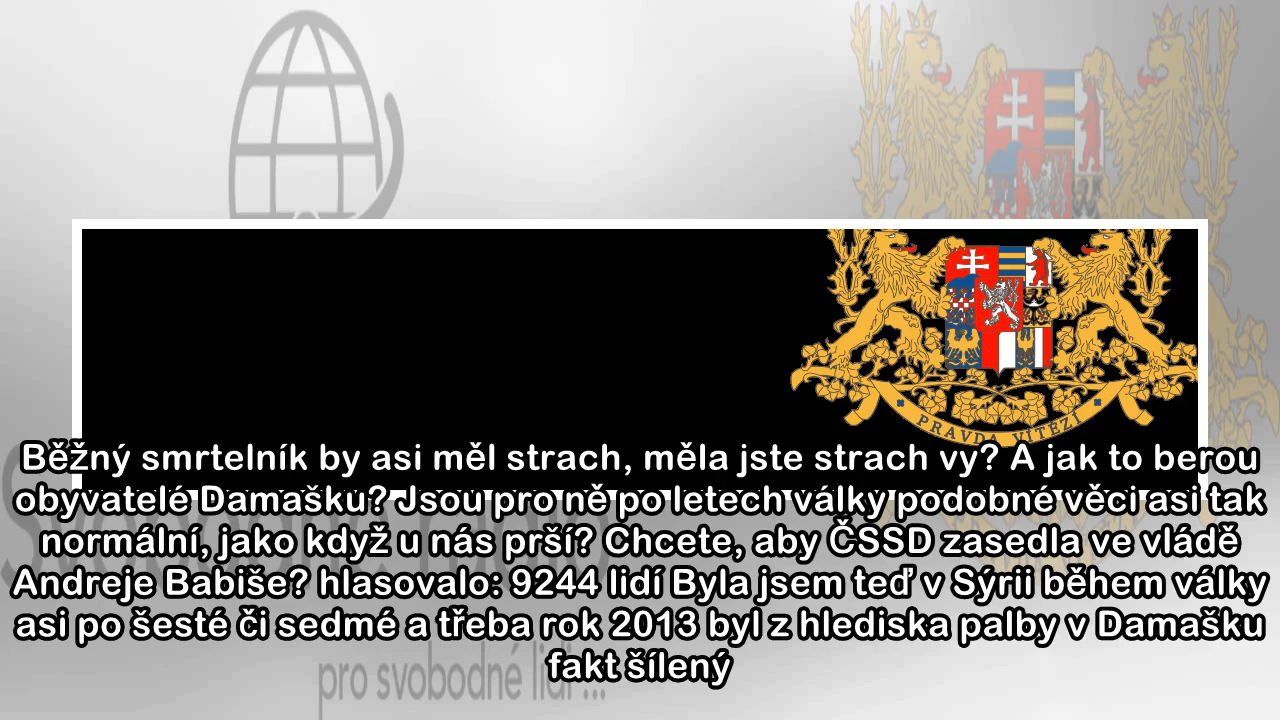 PRAVDA VÍTĚZÍ
Běžný smrtelník by asi měl strach, měla jste strach vy? A jak to berou
obyvatelé Damašku? Jsou pro ně po letech války podobné věci asi tak
normální, jako když u nás prší? Chcete, aby ČSSD zasedla ve vládě
Andreje Babiše? hlasovalo: 9244 lidí Byla jsem teď v Sýrii během války
asi po šesté či sedmé a třeba rok 2013 byl z hlediska palby v Damašku
fakt šílený
pro svobodné lidi ...